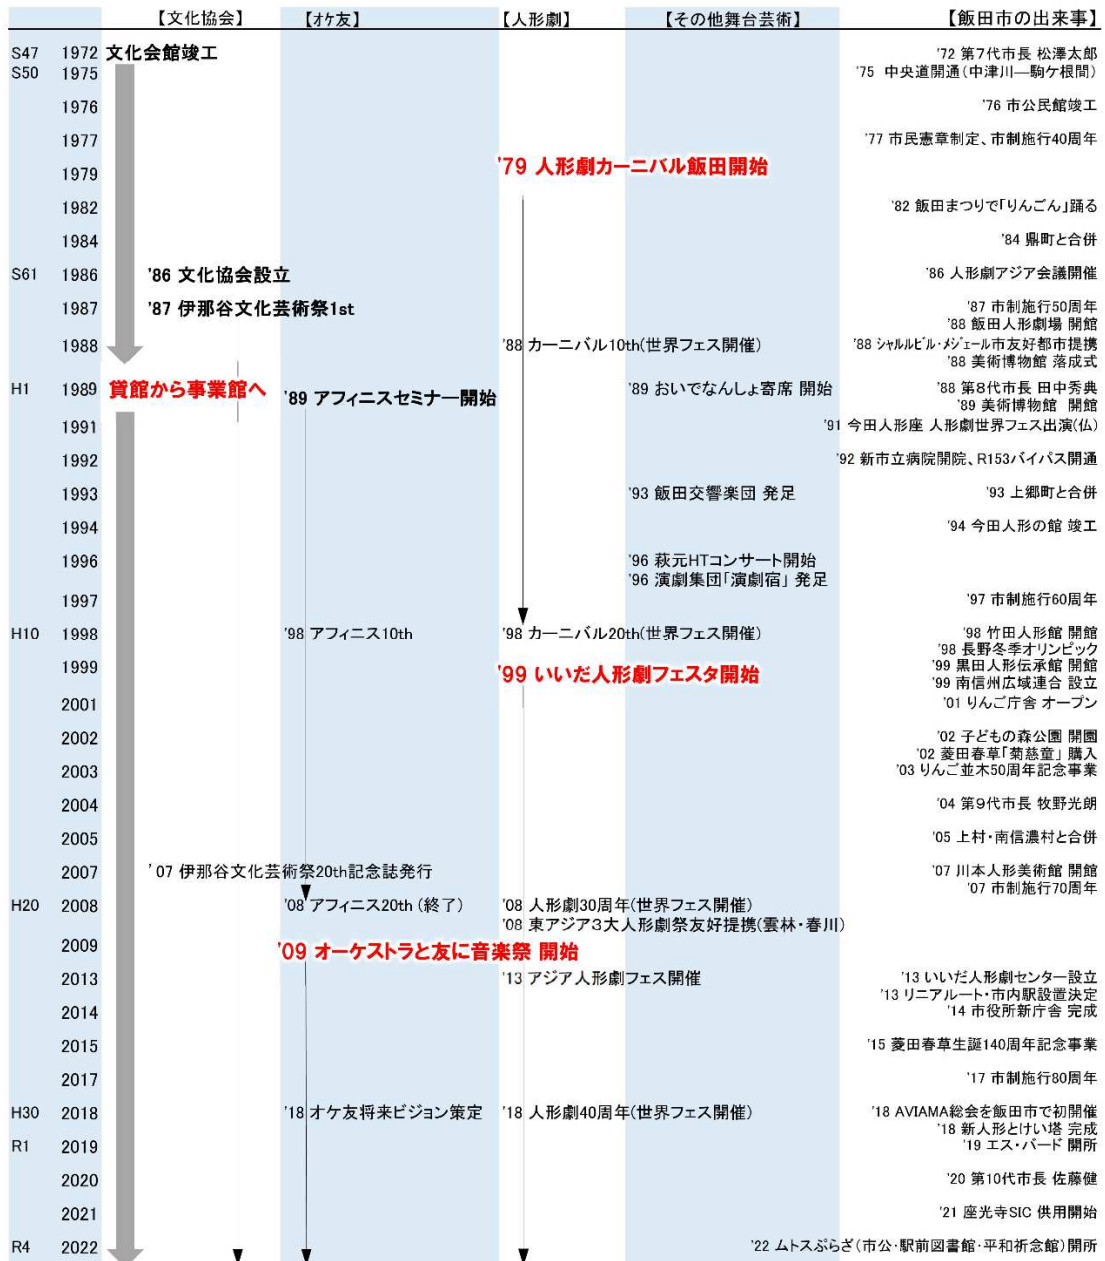 【文化協会】 【オケ友】 【人形劇】 【その他舞台芸術】 【飯田市の出来事】
S47 1972 文化会館竣工 '72 第7代市長 松澤太郎
S50 1975 '75 中央道開通(中津川―駒ケ根間)
1976 '76 市公民館竣工
1977 '77 市民憲章制定、市制施行40周年
'79 人形劇カーニバル飯田開始
1979
1982 '82 飯田まつりで「りんごん」踊る
1984 '84 鼎町と合併
S61 1986 '86 文化協会設立 '86 人形劇アジア会議開催
1987 '87 伊那谷文化芸術祭1st '87 市制施行50周年
'88 飯田人形劇場 開館
1988 '88 カーニバル10th(世界フェス開催) '88 シャルルビル・メジェール市友好都市提携
'88 美術博物館 落成式
H1 1989 貸館から事業館へ '89 アフィニスセミナー開始 '89 おいでなんしょ寄席 開始 '88 第8代市長 田中秀典
'89 美術博物館 開館
1991 '91 今田人形座 人形劇世界フェス出演(仏)
1992 '92 新市立病院開院、R153バイパス開通
1993 '93 飯田交響楽団 発足 '93 上郷町と合併
1994 '94 今田人形の館 竣工
1996 '96 萩元HTコンサート開始
'96 演劇集団「演劇宿」 発足
1997 '97 市制施行60周年
H10 1998 '98 アフィニス10th '98 カーニバル20th(世界フェス開催) '98 竹田人形館 開館
'98 長野冬季オリンピック
1999 '99 いいだ人形劇フェスタ開始 '99 黒田人形伝承館 開館
'99 南信州広域連合 設立
2001 '01 りんご庁舎 オープン
2002 '02 子どもの森公園 開園
'02 菱田春草「菊慈童」 購入
2003 '03 りんご並木50周年記念事業
2004 '04 第9代市長 牧野光朗
2005 '05 上村・南信濃村と合併
2007 '07 伊那谷文化芸術祭20th記念誌発行 '07 川本人形美術館 開館
'07 市制施行70周年
H20 2008 '08 アフィニス20th (終了) '08 人形劇30周年(世界フェス開催)
'08 東アジア3大人形劇祭友好提携(雲林・春川)
2009 '09 オーケストラと友に音楽祭 開始
2013 '13 アジア人形劇フェス開催 '13 いいだ人形劇センター設立
'13 リニアルート・市内駅設置決定
2014 '14 市役所新庁舎 完成
2015 '15 菱田春草生誕140周年記念事業
2017 '17 市制施行80周年
H30 2018 '18 オケ友将来ビジョン策定 '18 人形劇40周年(世界フェス開催) '18 AVIAMA総会を飯田市で初開催
'18 新人形とけい塔 完成
R1 2019 '19 エス・バード 開所
2020 '20 第10代市長 佐藤健
2021 '21 座光寺SIC 供用開始
R4 2022 '22 ムトスぷらざ(市公・駅前図書館・平和祈念館)開所